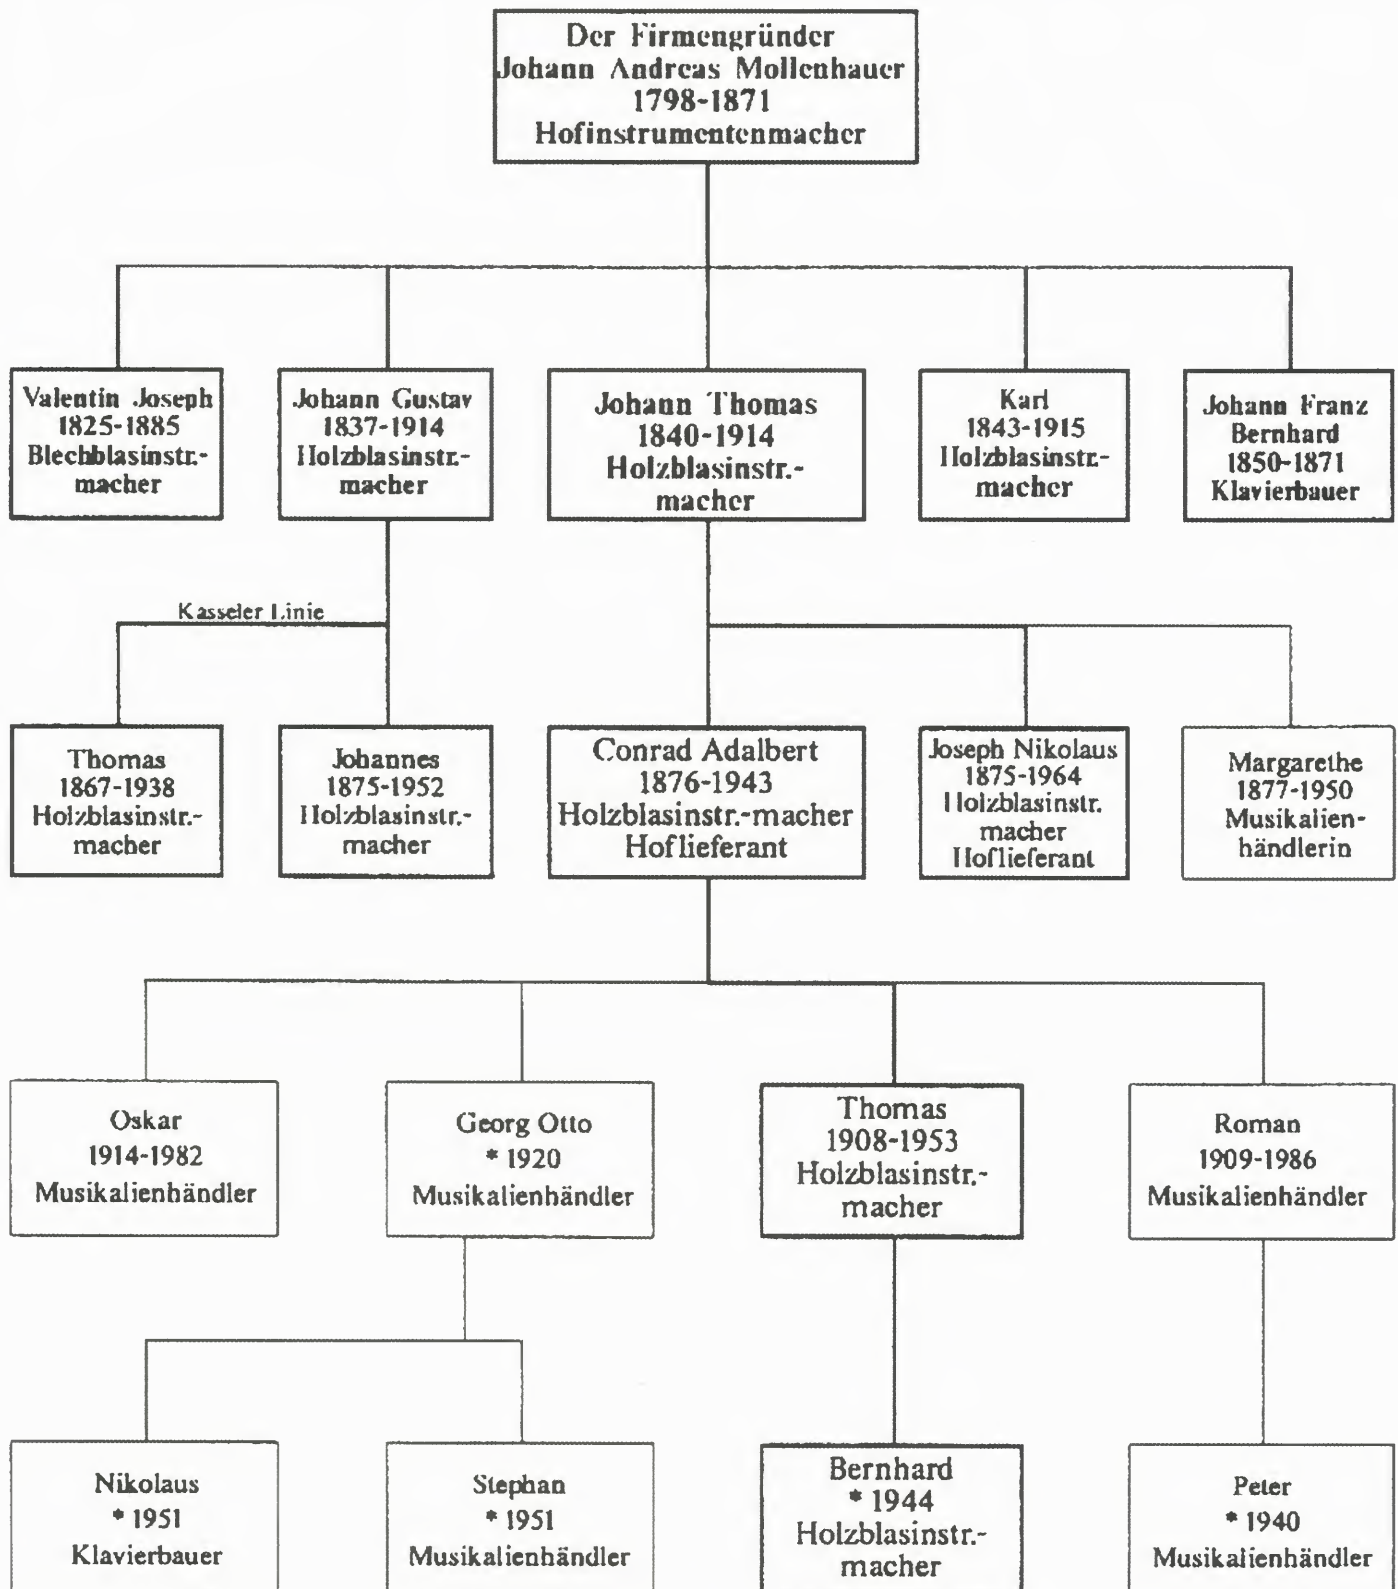 Der Firmengründer
Johann Andreas Mollenhauer
1798-1871
Hofinstrumentenmacher
Valentin Joseph
1825-1885
Blechblasinstr.-
macher
Johann Gustav
1837-1914
Holzblasinstr.-
macher
Johann Thomas
1840-1914
Holzblasinstr.-
macher
Karl
1843-1915
Holzblasinstr.-
macher
Johann Franz
Bernhard
1850-1871
Klavierbauer
Kasseler Linie
Thomas
1867-1938
Holzblasinstr.-
macher
Johannes
1875-1952
Holzblasinstr.-
macher
Conrad Adalbert
1876-1943
Holzblasinstr.-macher
Hoflieferant
Joseph Nikolaus
1875-1964
Holzblasinstr.
macher
Hoflieferant
Margarethe
1877-1950
Musikalien-
händlerin
Oskar
1914-1982
Musikalienhändler
Georg Otto
* 1920
Musikalienhändler
Thomas
1908-1953
Holzblasinstr.-
macher
Roman
1909-1986
Musikalienhändler
Nikolaus
* 1951
Klavierbauer
Stephan
* 1951
Musikalienhändler
Bernhard
* 1944
Holzblasinstr.-
macher
Peter
* 1940
Musikalienhändler